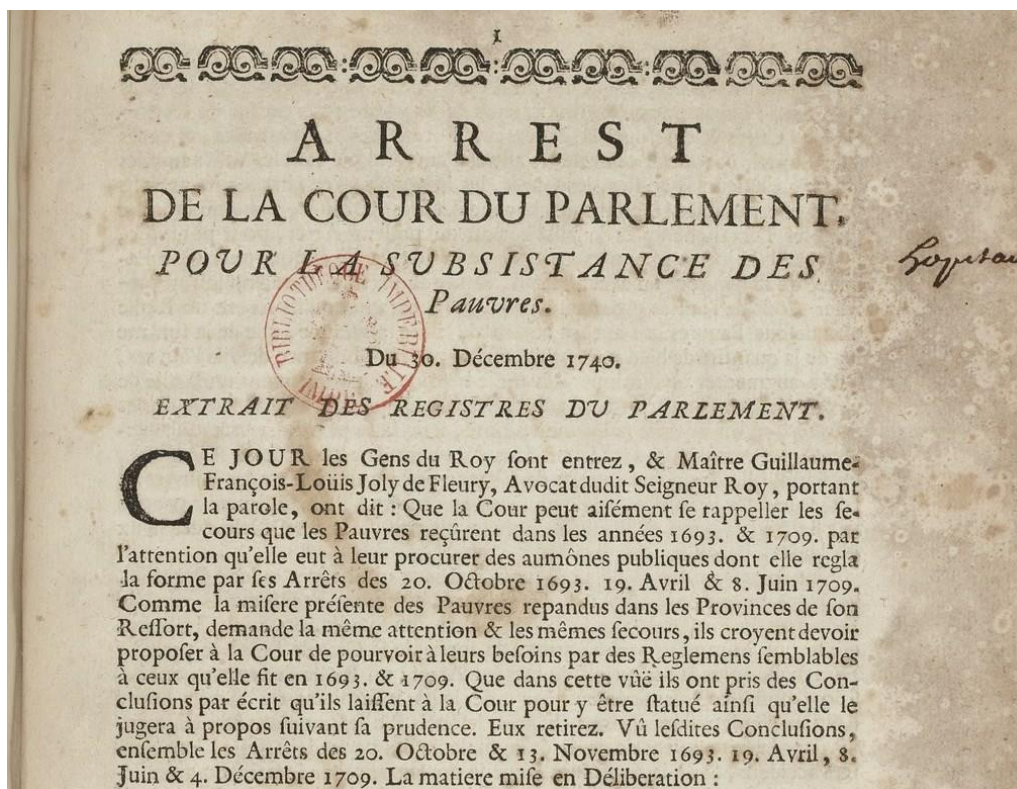 1
ARREST
DE LA COUR DU PARLEMENT,
POUR LA SUBSISTANCE DES
Pauvres.
Du 30. Décembre 1740.
EXTRAIT DES REGISTRES DU PARLEMENT.
CE JOUR les Gens du Roy ſont entrez, & Maître Guillaume-
François-Loüis Joly de Fleury, Avocat dudit Seigneur Roy, portant
la parole, ont dit : Que la Cour peut aiſément ſe rappeller les ſe-
cours que les Pauvres reçûrent dans les années 1693. & 1709. par
l'attention qu'elle eut à leur procurer des aumônes publiques dont elle regla
la forme par ſes Arrêts des 20. Octobre 1693. 19. Avril & 8. Juin 1709.
Comme la miſere préſente des Pauvres repandus dans les Provinces de ſon
Reſſort, demande la même attention & les mêmes ſecours, ils croyent devoir
propoſer à la Cour de pourvoir à leurs beſoins par des Reglemens ſemblables
à ceux qu'elle fit en 1693. & 1709. Que dans cette vûë ils ont pris des Con-
cluſions par écrit qu'ils laiſſent à la Cour pour y être ſtatué ainſi qu'elle le
jugera à propos ſuivant ſa prudence. Eux retirez. Vû leſdites Concluſions,
enſemble les Arrêts des 20. Octobre & 13. Novembre 1693. 19. Avril, 8.
Juin & 4. Décembre 1709. La matiere miſe en Déliberation :
BIBLIOTHEQUE IMPERIALE